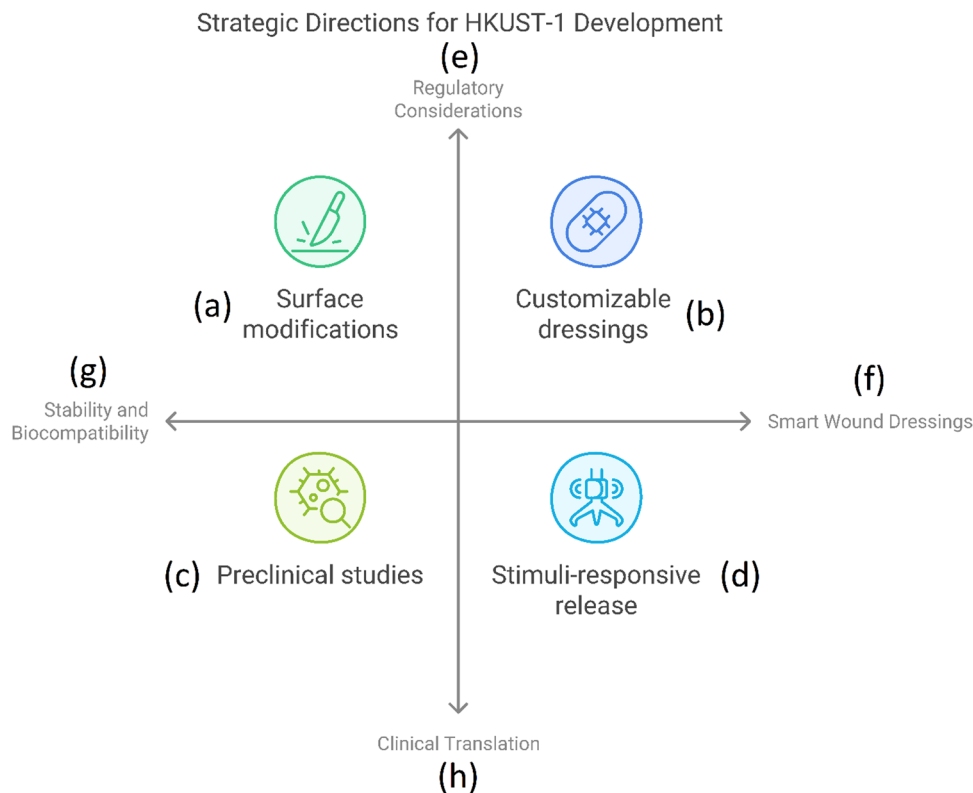 Strategic Directions for HKUST-1 Development
(e)
Regulatory
Considerations
(a)
Surface
modifications
Customizable
dressings
(b)
(g)
Stability and
Biocompatibility
(f)
Smart Wound Dressings
(c)
Preclinical studies
Stimuli-responsive
release
(d)
Clinical Translation
(h)